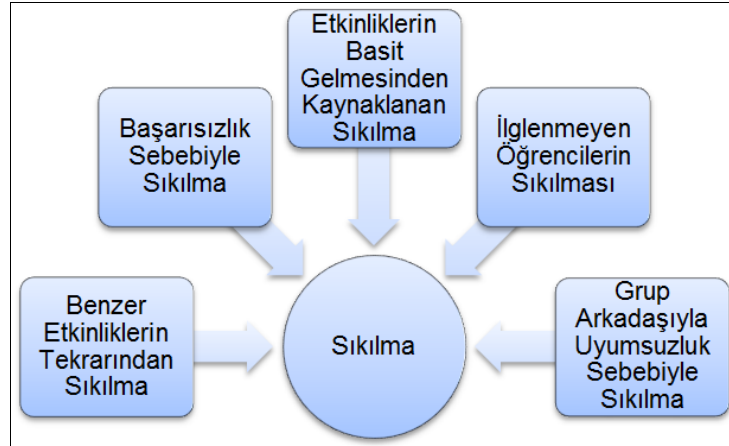 Etkinliklerin
Basit
Gelmesinden
Kaynaklanan
Sıkılma
Başarısızlık
Sebebiyle
Sıkılma
İlglenmeyen
Öğrencilerin
Sıkılması
Benzer
Etkinliklerin
Tekrarından
Sıkılma
Sıkılma
Grup
Arkadaşıyla
Uyumsuzluk
Sebebiyle
Sıkılma